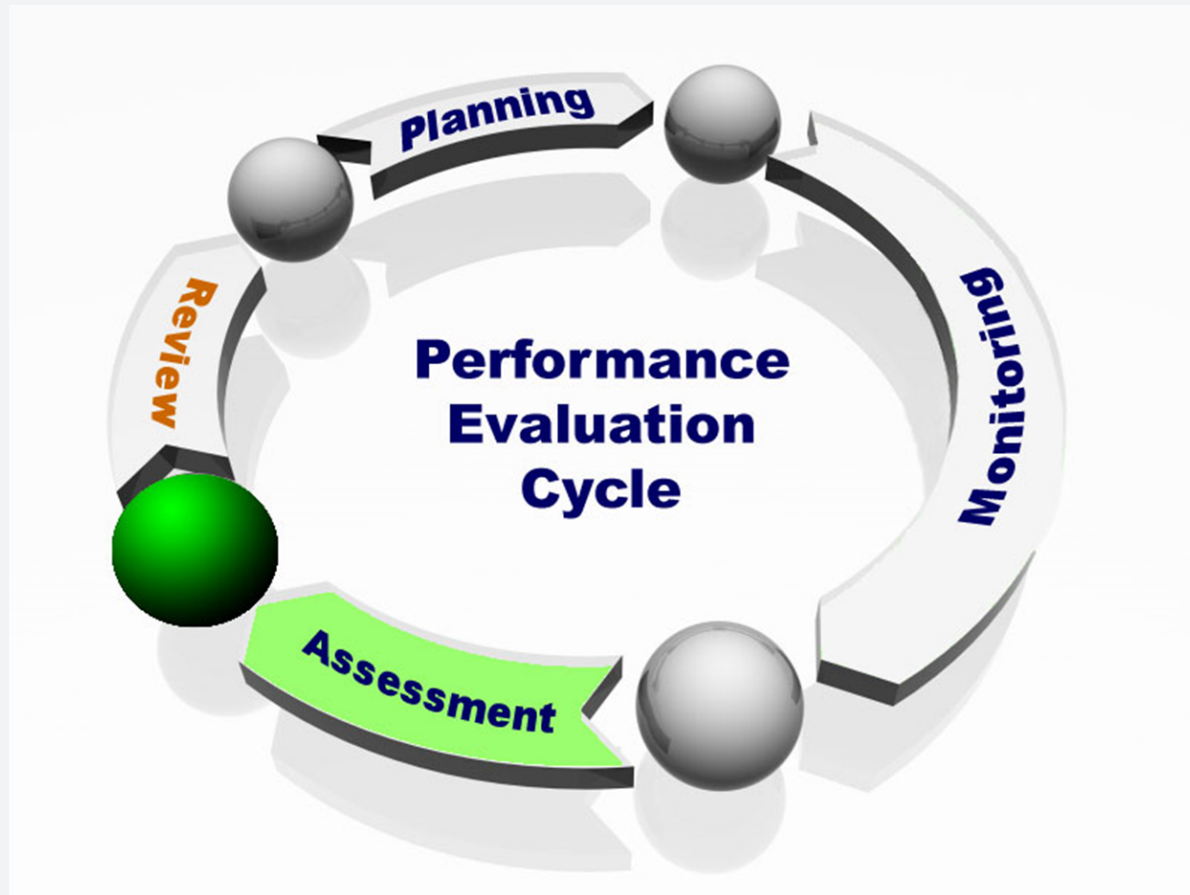 Planning
Monitoring
Review
Performance
Evaluation
Cycle
Assessment